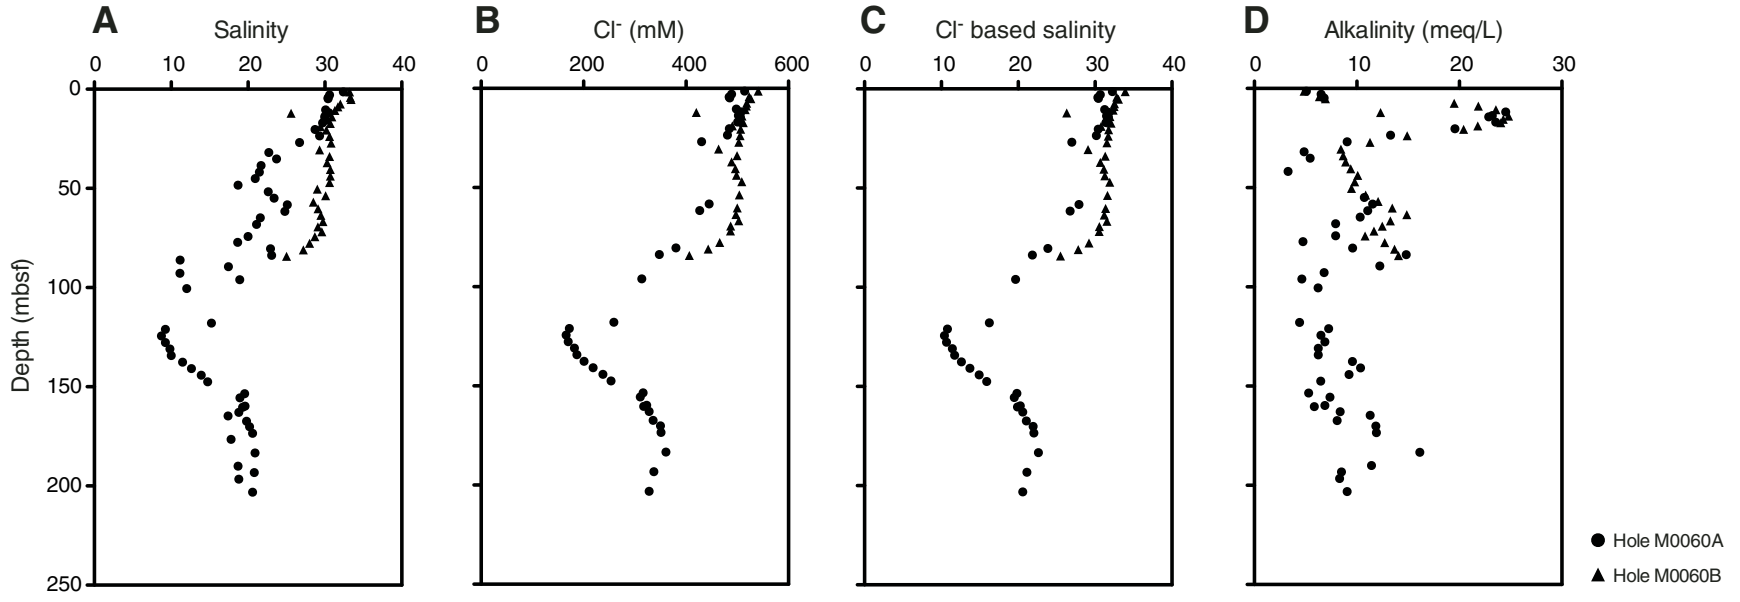 A Salinity
B Cl⁻ (mM)
C Cl⁻ based salinity
D Alkalinity (meq/L)
0 10 20 30 40
0 200 400 600
0 10 20 30 40
0 10 20 30
0
50
100
150
200
250
Depth (mbsf)
Hole M0060A
Hole M0060B